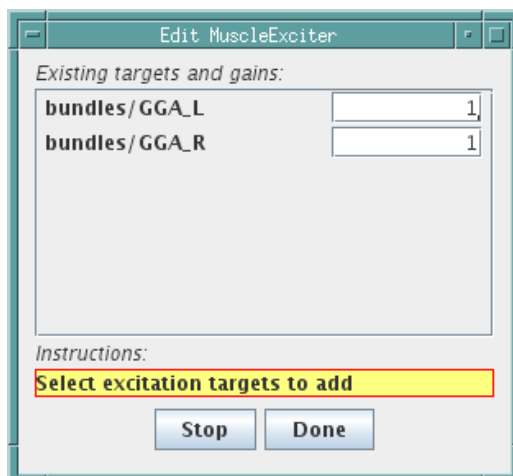 Edit MuscleExciter
Existing targets and gains:
bundles/GGA_L 1
bundles/GGA_R 1
Instructions:
Select excitation targets to add
Stop Done